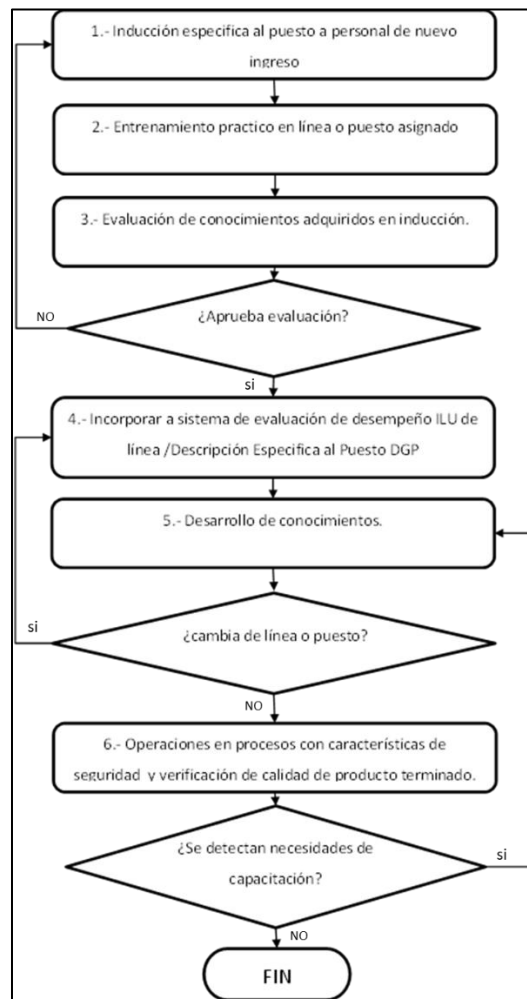 1.- Inducción especifica al puesto a personal de nuevo
ingreso
2.- Entrenamiento practico en línea o puesto asignado
3.- Evaluación de conocimientos adquiridos en inducción.
¿Aprueba evaluación?
NO
si
4.- Incorporar a sistema de evaluación de desempeño ILU de
línea /Descripción Especifica al Puesto DGP
5.- Desarrollo de conocimientos.
si
¿cambia de línea o puesto?
NO
6.- Operaciones en procesos con características de
seguridad y verificación de calidad de producto terminado.
¿Se detectan necesidades de
capacitación?
si
NO
FIN